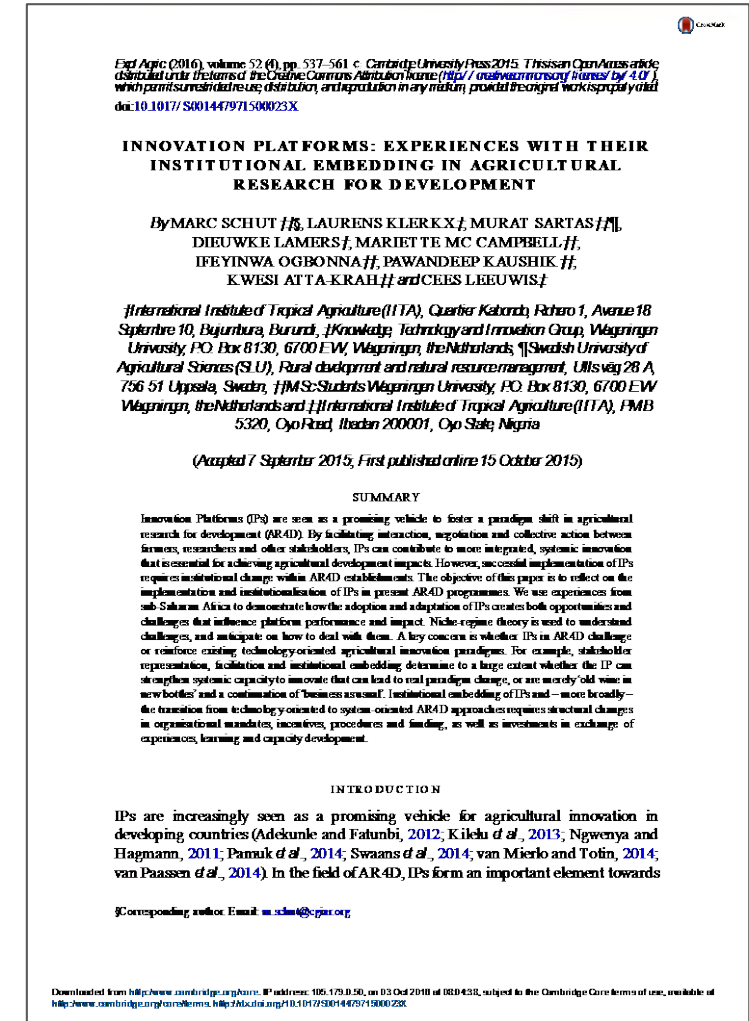 CrossMark
Expl Agric. (2016), volume 52 (4), pp. 537–561 © Cambridge University Press 2015. This is an Open Access article,
distributed under the terms of the Creative Commons Attribution licence (http://creativecommons.org/licenses/by/4.0/),
which permits unrestricted re-use, distribution, and reproduction in any medium, provided the original work is properly cited.
doi:10.1017/S001447971500023X
INNOVATION PLATFORMS: EXPERIENCES WITH THEIR
INSTITUTIONAL EMBEDDING IN AGRICULTURAL
RESEARCH FOR DEVELOPMENT
By MARC SCHUT†‡§, LAURENS KLERKX‡, MURAT SARTAS†‡¶,
DIEUWKE LAMERS‡, MARIETTE MC CAMPBELL††,
IFEYINWA OGBONNA††, PAWANDEEP KAUSHIK††,
KWESI ATTA-KRAH‡‡ and CEES LEEUWIS‡
†International Institute of Tropical Agriculture (IITA), Quartier Kabondo, Rohero 1, Avenue 18
Septembre 10, Bujumbura, Burundi, ‡Knowledge, Technology and Innovation Group, Wageningen
University, P.O. Box 8130, 6700 EW, Wageningen, the Netherlands, ¶Swedish University of
Agricultural Sciences (SLU), Rural development and natural resource management, Ulls väg 28 A,
756 51 Uppsala, Sweden, ††MSc Students Wageningen University, P.O. Box 8130, 6700 EW
Wageningen, the Netherlands and ‡‡International Institute of Tropical Agriculture (IITA), PMB
5320, Oyo Road, Ibadan 200001, Oyo State, Nigeria
(Accepted 7 September 2015; First published online 15 October 2015)
SUMMARY
Innovation Platforms (IPs) are seen as a promising vehicle to foster a paradigm shift in agricultural
research for development (AR4D). By facilitating interaction, negotiation and collective action between
farmers, researchers and other stakeholders, IPs can contribute to more integrated, systemic innovation
that is essential for achieving agricultural development impacts. However, successful implementation of IPs
requires institutional change within AR4D establishments. The objective of this paper is to reflect on the
implementation and institutionalisation of IPs in present AR4D programmes. We use experiences from
sub-Saharan Africa to demonstrate how the adoption and adaptation of IPs creates both opportunities and
challenges that influence platform performance and impact. Niche-regime theory is used to understand
challenges, and anticipate on how to deal with them. A key concern is whether IPs in AR4D challenge
or reinforce existing technology-oriented agricultural innovation paradigms. For example, stakeholder
representation, facilitation and institutional embedding determine to a large extent whether the IP can
strengthen systemic capacity to innovate that can lead to real paradigm change, or are merely 'old wine in
new bottles' and a continuation of 'business as usual'. Institutional embedding of IPs and – more broadly –
the transition from technology-oriented to system-oriented AR4D approaches requires structural changes
in organisational mandates, incentives, procedures and funding, as well as investments in exchange of
experiences, learning and capacity development.
INTRODUCTION
IPs are increasingly seen as a promising vehicle for agricultural innovation in
developing countries (Adekunle and Fatunbi, 2012; Kilelu et al., 2013; Ngwenya and
Hagmann, 2011; Pamuk et al., 2014; Swaans et al., 2014; van Mierlo and Totin, 2014;
van Paassen et al., 2014). In the field of AR4D, IPs form an important element towards
§Corresponding author. Email: m.schut@cgiar.org
Downloaded from http://www.cambridge.org/core. IP address: 105.179.0.50, on 03 Oct 2018 at 08:04:38, subject to the Cambridge Core terms of use, available at
http://www.cambridge.org/core/terms. http://dx.doi.org/10.1017/S001447971500023X